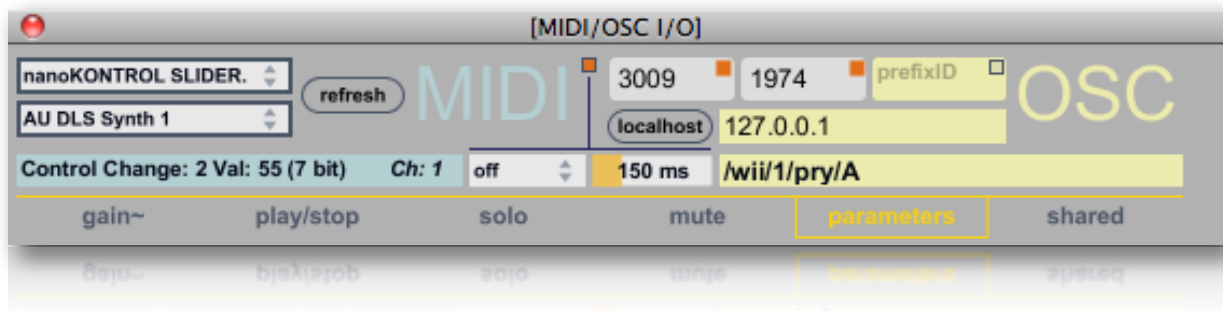 [MIDI/OSC I/O]
nanoKONTROL SLIDER.
refresh
MIDI
3009
1974
prefixID
OSC
AU DLS Synth 1
localhost
127.0.0.1
Control Change: 2 Val: 55 (7 bit) Ch: 1
off
150 ms
/wii/1/pry/A
gain~ play/stop solo mute parameters shared